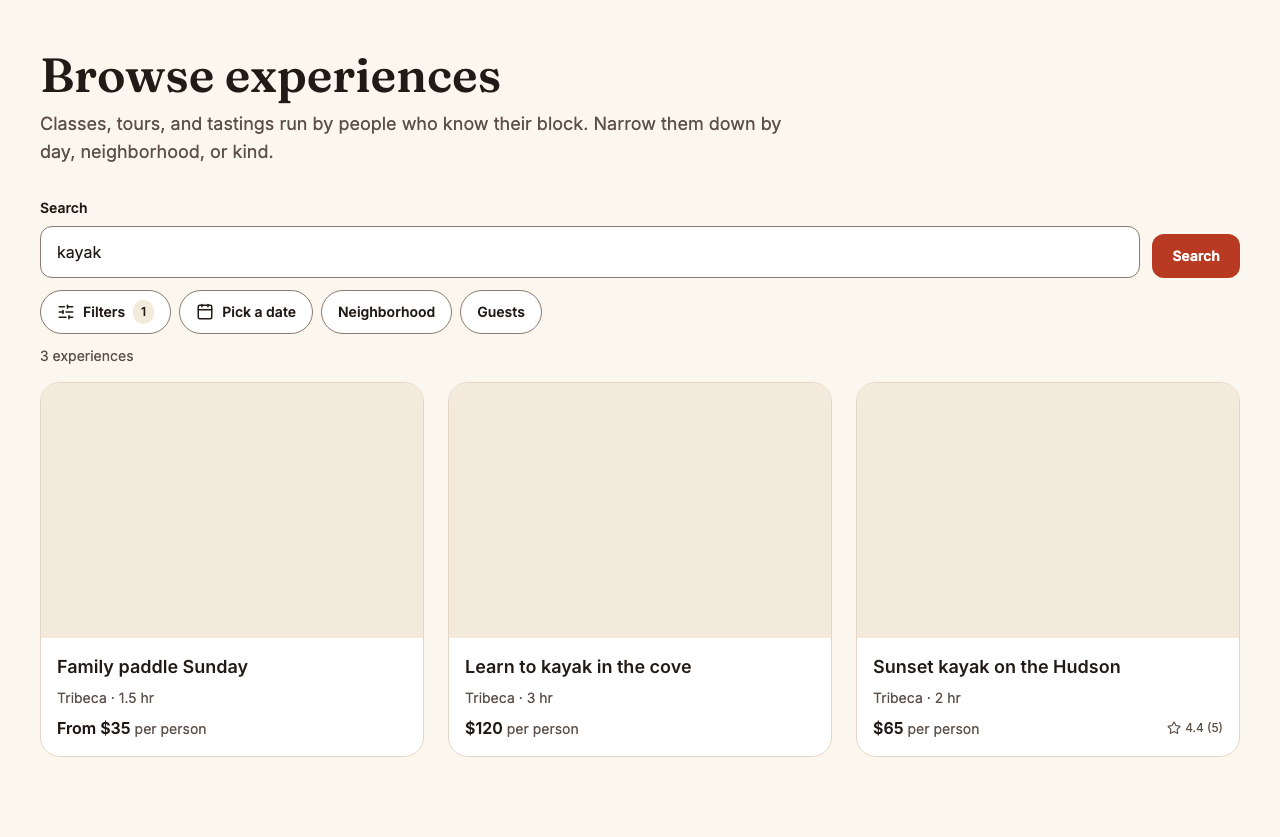 Browse experiences
Classes, tours, and tastings run by people who know their block. Narrow them down by
day, neighborhood, or kind.
Search
kayak
Search
Filters 1
Pick a date
Neighborhood
Guests
3 experiences
Family paddle Sunday
Tribeca · 1.5 hr
From $35 per person
Learn to kayak in the cove
Tribeca · 3 hr
$120 per person
Sunset kayak on the Hudson
Tribeca · 2 hr
$65 per person
4.4 (5)